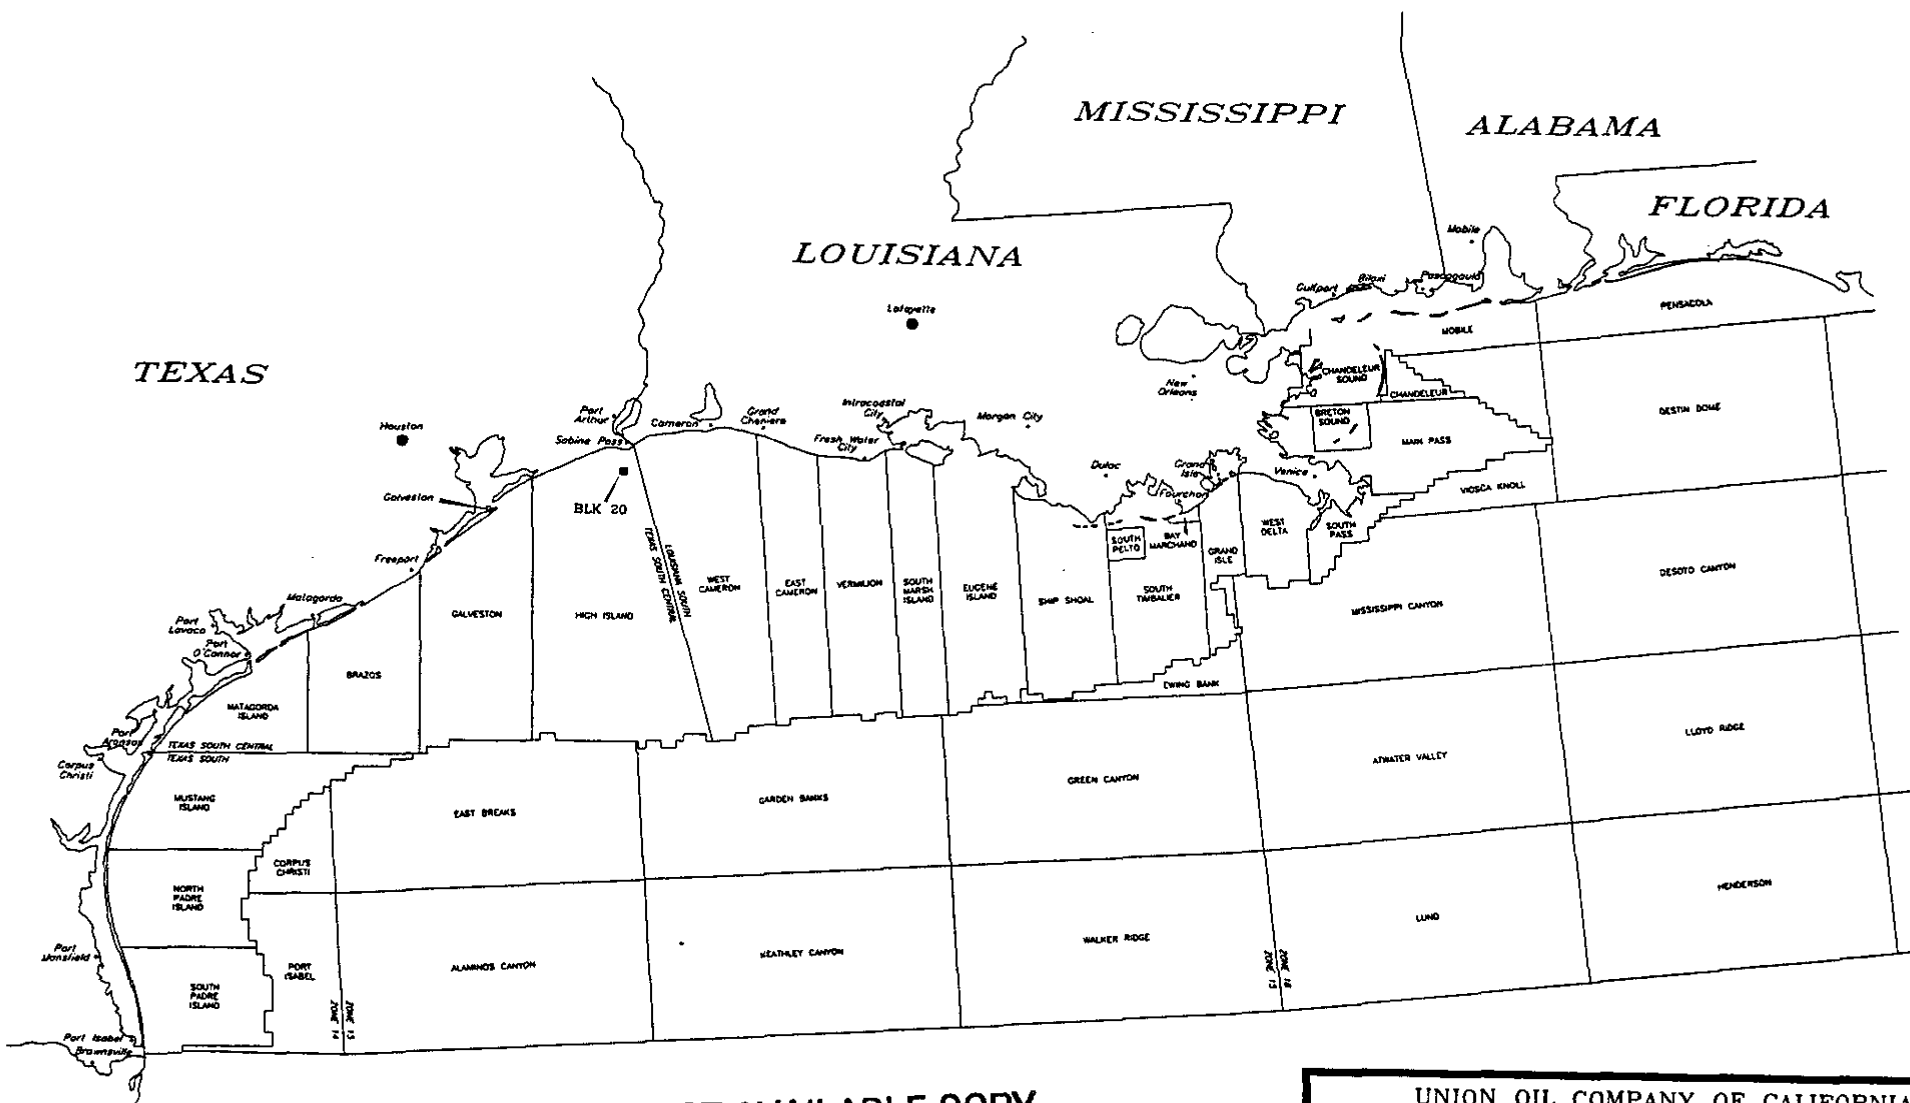 MISSISSIPPI
ALABAMA
FLORIDA
LOUISIANA
TEXAS
Mobile
Gulfport
Biloxi
Pascagoula
Lafayette
New
Orleans
Houston
Port
Arthur
Sabine Pass
Cameron
Grand
Cheniere
Intracoastal
City
Fresh Water
City
Morgan City
Dulac
Grand
Isle
Fourchon
Venice
Galveston
Freeport
Matagorda
Port
Lavaca
Port
O'Connor
Port
Aransas
Corpus
Christi
Port
Mansfield
Port Isabel
Brownsville
BLK 20
PENSACOLA
MOBILE
CHANDELEUR
SOUND
CHANDELEUR
BRETON
SOUND
MAIN PASS
DESTIN DOME
VIOSCA KNOLL
WEST
DELTA
SOUTH
PASS
SOUTH
PELTO
BAY
MARCHAND
GRAND
ISLE
SOUTH
TIMBALIER
SHIP SHOAL
EUGENE
ISLAND
SOUTH
MARSH
ISLAND
VERMILION
EAST
CAMERON
WEST
CAMERON
LOUISIANA SOUTH
TEXAS SOUTH CENTRAL
HIGH ISLAND
GALVESTON
BRAZOS
MATAGORDA
ISLAND
TEXAS SOUTH CENTRAL
TEXAS SOUTH
MUSTANG
ISLAND
NORTH
PADRE
ISLAND
SOUTH
PADRE
ISLAND
CORPUS
CHRISTI
PORT
ISABEL
EAST BREAKS
GARDEN BANKS
GREEN CANYON
EWING BANK
MISSISSIPPI CANYON
DESOTO CANYON
ATWATER VALLEY
LLOYD RIDGE
ALAMINOS CANYON
KEATHLEY CANYON
WALKER RIDGE
LUND
HENDERSON
ZONE 15
ZONE 14
ZONE 16
ZONE 15
AVAILABLE COPY
UNION OIL COMPANY OF CALIFORNIA